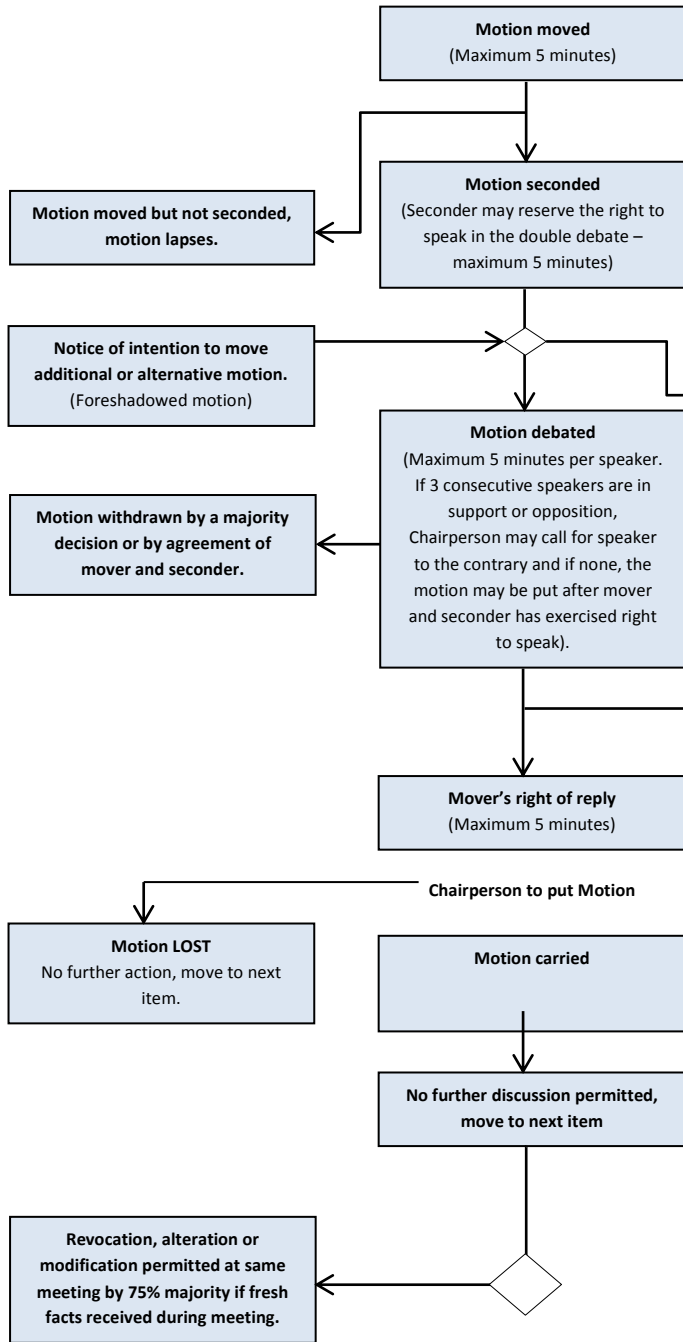 Motion moved
(Maximum 5 minutes)
Motion seconded
(Seconder may reserve the right to
speak in the double debate –
maximum 5 minutes)
Motion moved but not seconded,
motion lapses.
Notice of intention to move
additional or alternative motion.
(Foreshadowed motion)
Motion debated
(Maximum 5 minutes per speaker.
If 3 consecutive speakers are in
support or opposition,
Chairperson may call for speaker
to the contrary and if none, the
motion may be put after mover
and seconder has exercised right
to speak).
Motion withdrawn by a majority
decision or by agreement of
mover and seconder.
Mover’s right of reply
(Maximum 5 minutes)
Chairperson to put Motion
Motion LOST
No further action, move to next
item.
Motion carried
No further discussion permitted,
move to next item
Revocation, alteration or
modification permitted at same
meeting by 75% majority if fresh
facts received during meeting.